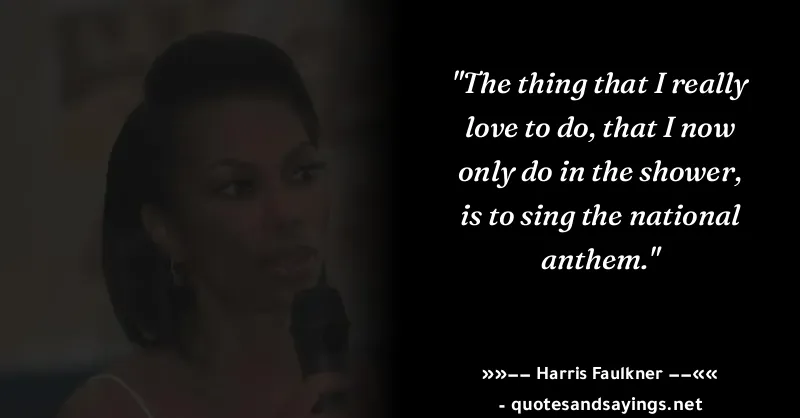 "The thing that I really
love to do, that I now
only do in the shower,
is to sing the national
anthem."
»»−− Harris Faulkner −−««
- quotesandsayings.net